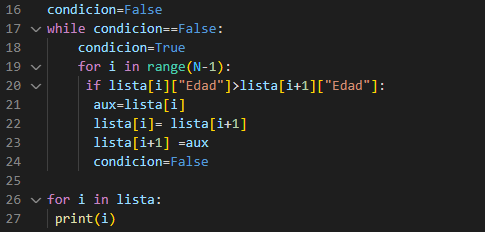 16 condicion=False
17 while condicion==False:
18     condicion=True
19     for i in range(N-1):
20      if lista[i]["Edad"]>lista[i+1]["Edad"]:
21       aux=lista[i]
22       lista[i]= lista[i+1]
23       lista[i+1] =aux
24       condicion=False
25
26 for i in lista:
27  print(i)